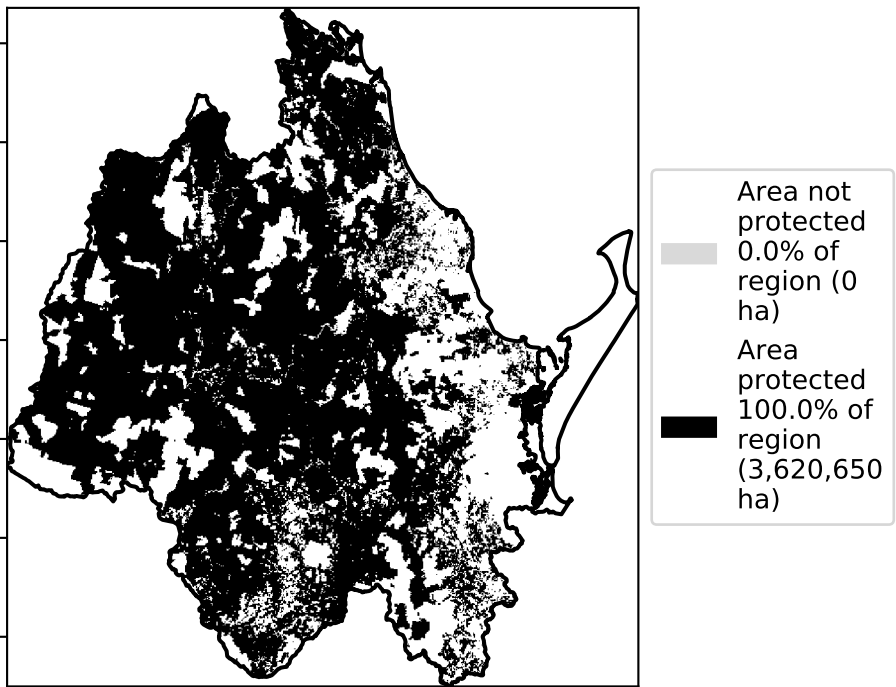 Area not
protected
0.0% of
region (0
ha)
Area
protected
100.0% of
region
(3,620,650
ha)